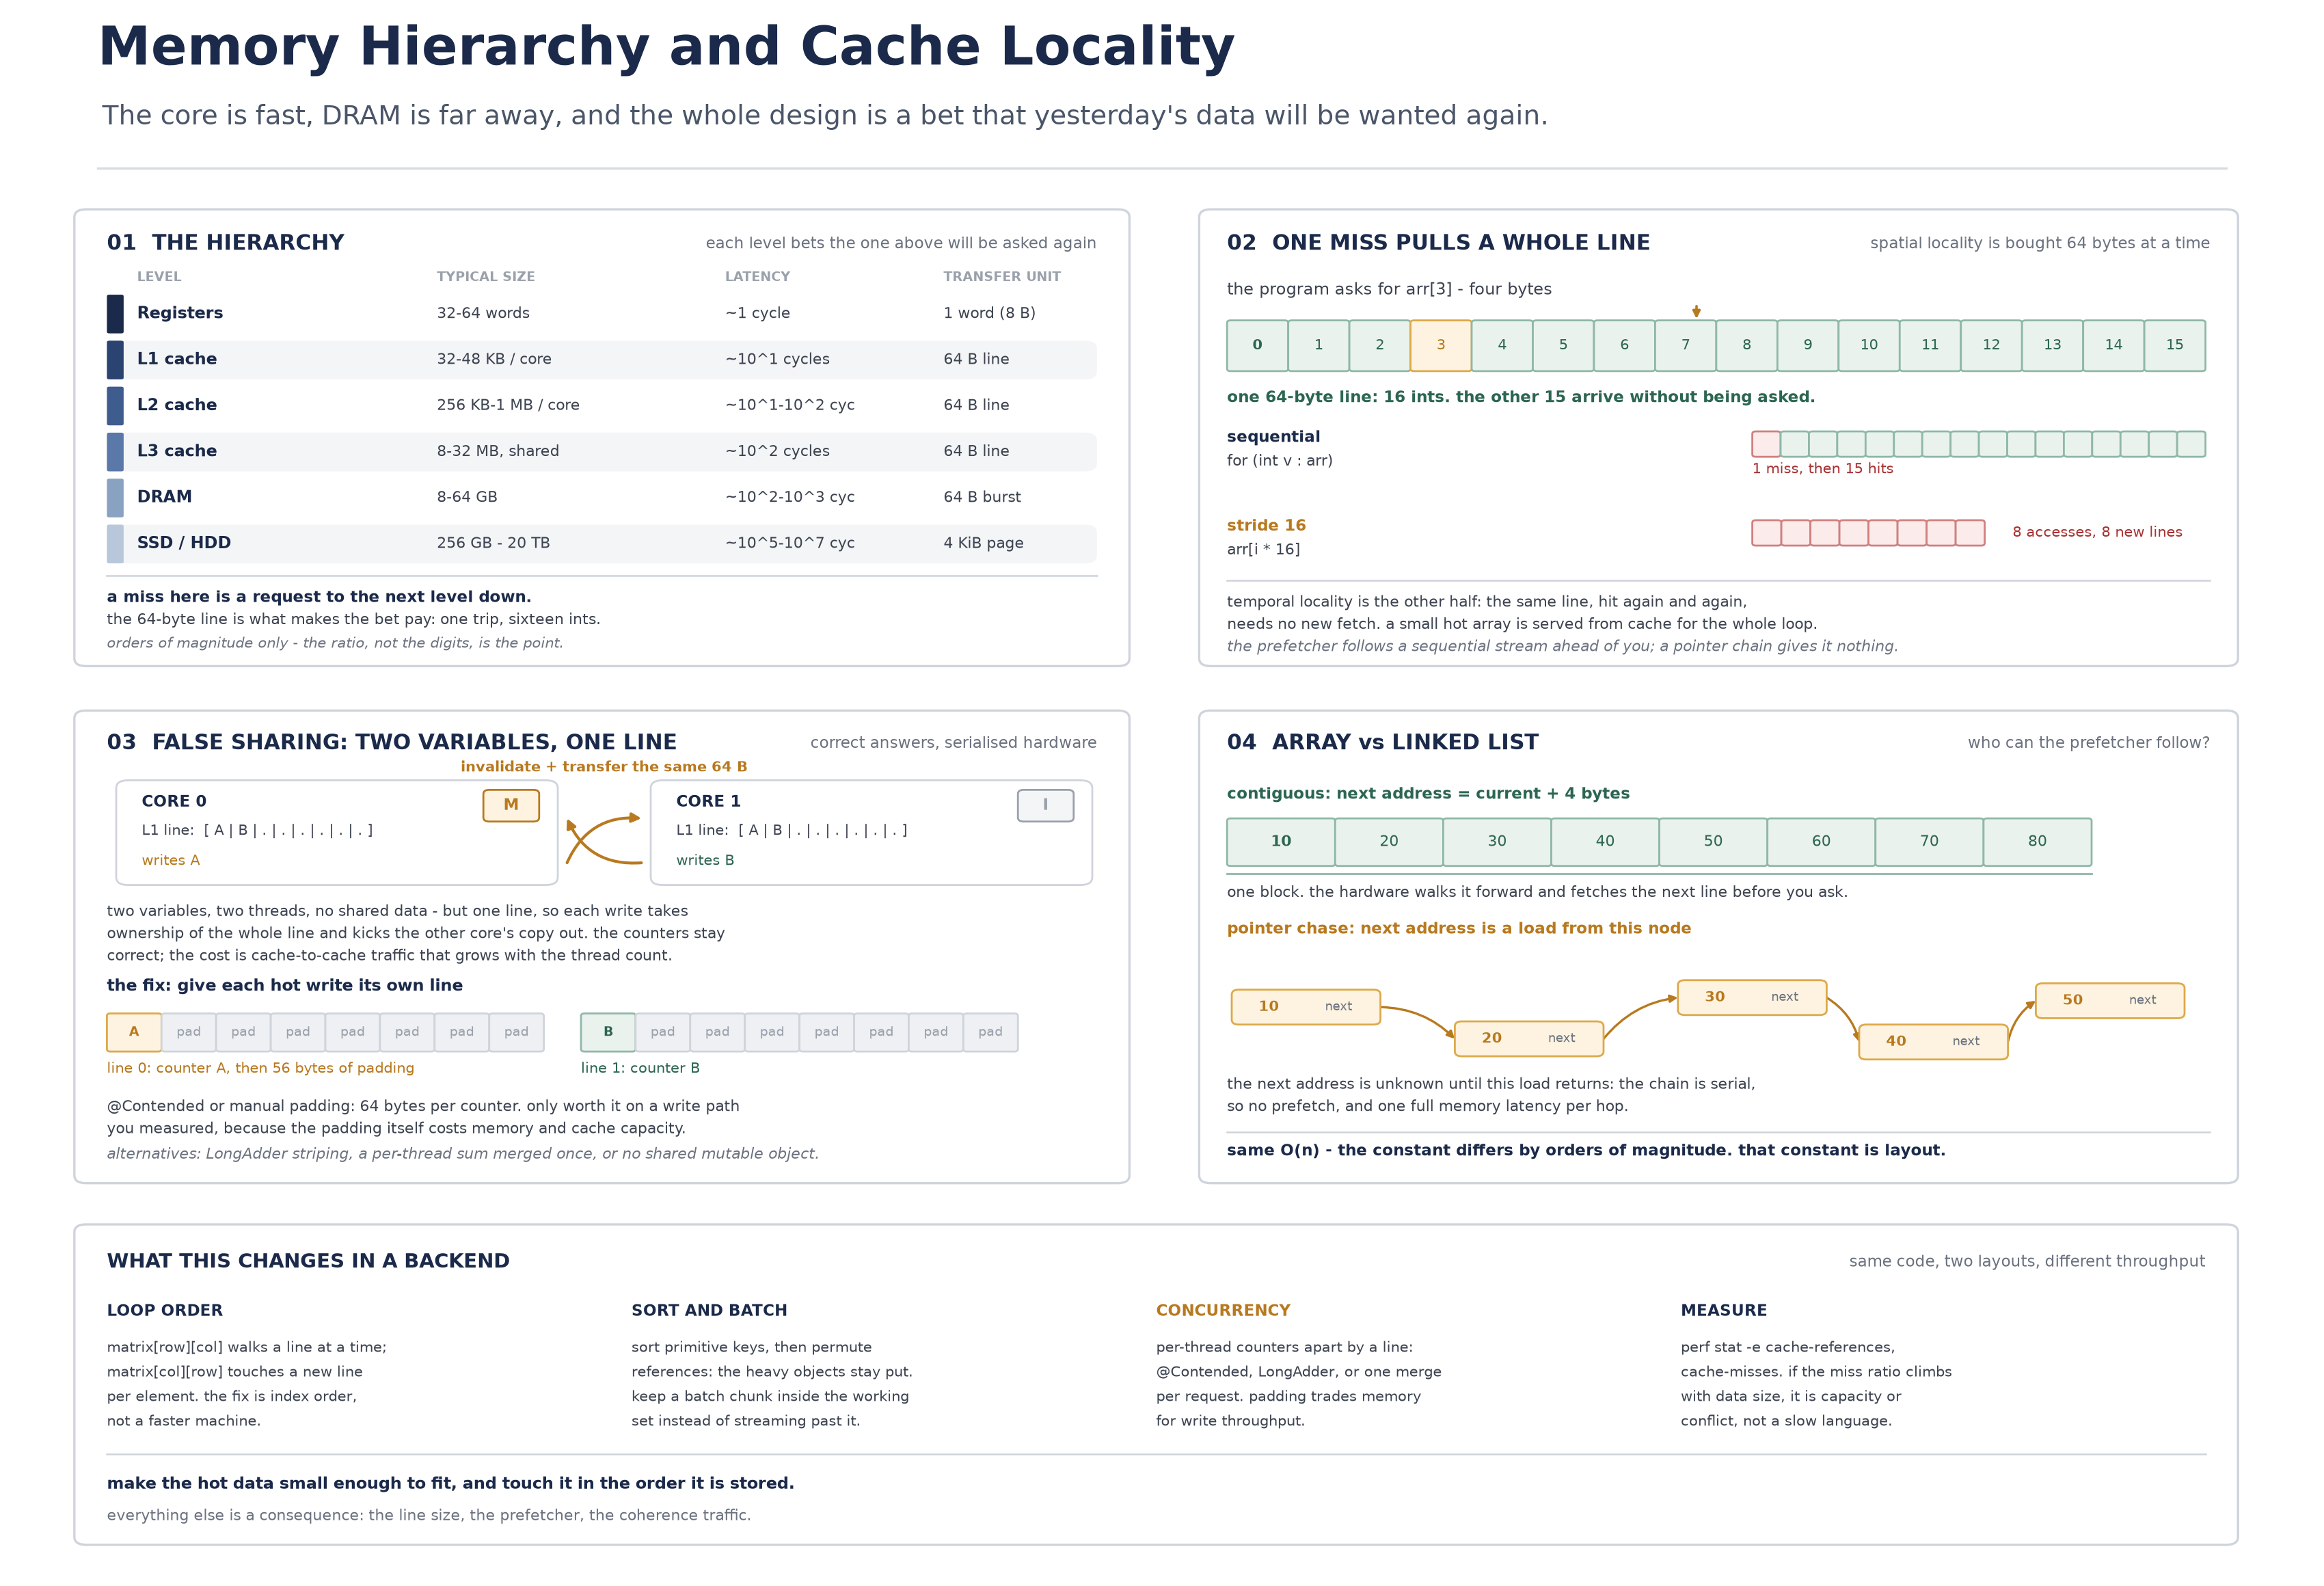 Memory Hierarchy and Cache Locality
The core is fast, DRAM is far away, and the whole design is a bet that yesterday's data will be wanted again.
01 THE HIERARCHY
each level bets the one above will be asked again
LEVEL TYPICAL SIZE LATENCY TRANSFER UNIT
Registers 32-64 words ~1 cycle 1 word (8 B)
L1 cache 32-48 KB / core ~10^1 cycles 64 B line
L2 cache 256 KB-1 MB / core ~10^1-10^2 cyc 64 B line
L3 cache 8-32 MB, shared ~10^2 cycles 64 B line
DRAM 8-64 GB ~10^2-10^3 cyc 64 B burst
SSD / HDD 256 GB - 20 TB ~10^5-10^7 cyc 4 KiB page
a miss here is a request to the next level down.
the 64-byte line is what makes the bet pay: one trip, sixteen ints.
orders of magnitude only - the ratio, not the digits, is the point.
02 ONE MISS PULLS A WHOLE LINE
spatial locality is bought 64 bytes at a time
the program asks for arr[3] - four bytes
0 1 2 3 4 5 6 7 8 9 10 11 12 13 14 15
one 64-byte line: 16 ints. the other 15 arrive without being asked.
sequential
for (int v : arr)
1 miss, then 15 hits
stride 16
arr[i * 16]
8 accesses, 8 new lines
temporal locality is the other half: the same line, hit again and again,
needs no new fetch. a small hot array is served from cache for the whole loop.
the prefetcher follows a sequential stream ahead of you; a pointer chain gives it nothing.
03 FALSE SHARING: TWO VARIABLES, ONE LINE
correct answers, serialised hardware
invalidate + transfer the same 64 B
CORE 0 M
L1 line: [ A | B | . | . | . | . | . | . ]
writes A
CORE 1 I
L1 line: [ A | B | . | . | . | . | . | . ]
writes B
two variables, two threads, no shared data - but one line, so each write takes
ownership of the whole line and kicks the other core's copy out. the counters stay
correct; the cost is cache-to-cache traffic that grows with the thread count.
the fix: give each hot write its own line
A pad pad pad pad pad pad pad
B pad pad pad pad pad pad pad
line 0: counter A, then 56 bytes of padding
line 1: counter B
@Contended or manual padding: 64 bytes per counter. only worth it on a write path
you measured, because the padding itself costs memory and cache capacity.
alternatives: LongAdder striping, a per-thread sum merged once, or no shared mutable object.
04 ARRAY vs LINKED LIST
who can the prefetcher follow?
contiguous: next address = current + 4 bytes
10 20 30 40 50 60 70 80
one block. the hardware walks it forward and fetches the next line before you ask.
pointer chase: next address is a load from this node
10 next
20 next
30 next
40 next
50 next
the next address is unknown until this load returns: the chain is serial,
so no prefetch, and one full memory latency per hop.
same O(n) - the constant differs by orders of magnitude. that constant is layout.
WHAT THIS CHANGES IN A BACKEND
same code, two layouts, different throughput
LOOP ORDER
matrix[row][col] walks a line at a time;
matrix[col][row] touches a new line
per element. the fix is index order,
not a faster machine.
SORT AND BATCH
sort primitive keys, then permute
references: the heavy objects stay put.
keep a batch chunk inside the working
set instead of streaming past it.
CONCURRENCY
per-thread counters apart by a line:
@Contended, LongAdder, or one merge
per request. padding trades memory
for write throughput.
MEASURE
perf stat -e cache-references,
cache-misses. if the miss ratio climbs
with data size, it is capacity or
conflict, not a slow language.
make the hot data small enough to fit, and touch it in the order it is stored.
everything else is a consequence: the line size, the prefetcher, the coherence traffic.